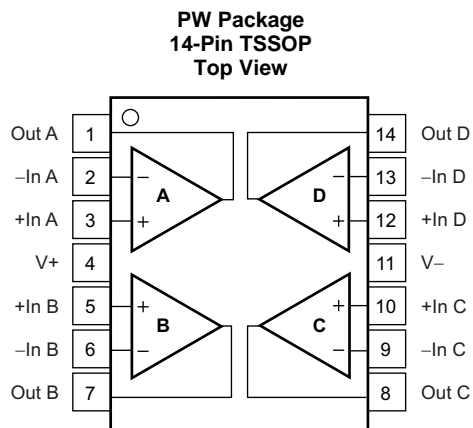 PW Package
14-Pin TSSOP
Top View
Out A 1 14 Out D
−In A 2 − − 13 −In D
A D
+In A 3 + + 12 +In D
V+ 4 11 V−
+In B 5 + + 10 +In C
B C
−In B 6 − − 9 −In C
Out B 7 8 Out C